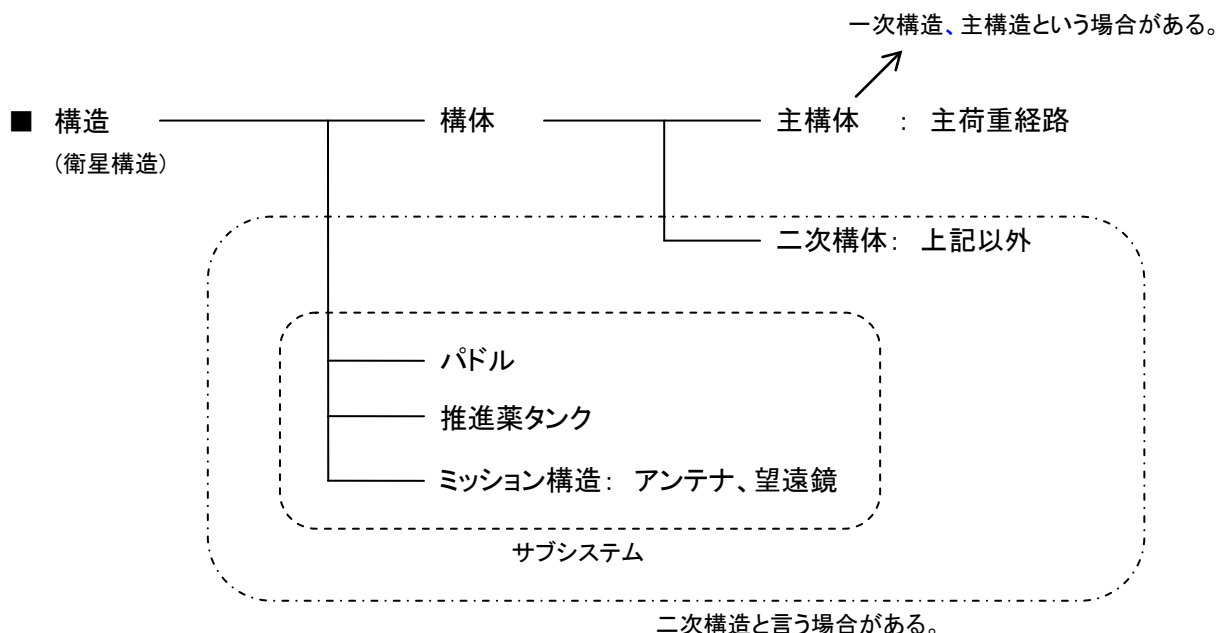 一次構造、主構造という場合がある。
■ 構造 構体 主構体 : 主荷重経路
(衛星構造)
二次構体: 上記以外
パドル
推進薬タンク
ミッション構造: アンテナ、望遠鏡
サブシステム
二次構造と言う場合がある。